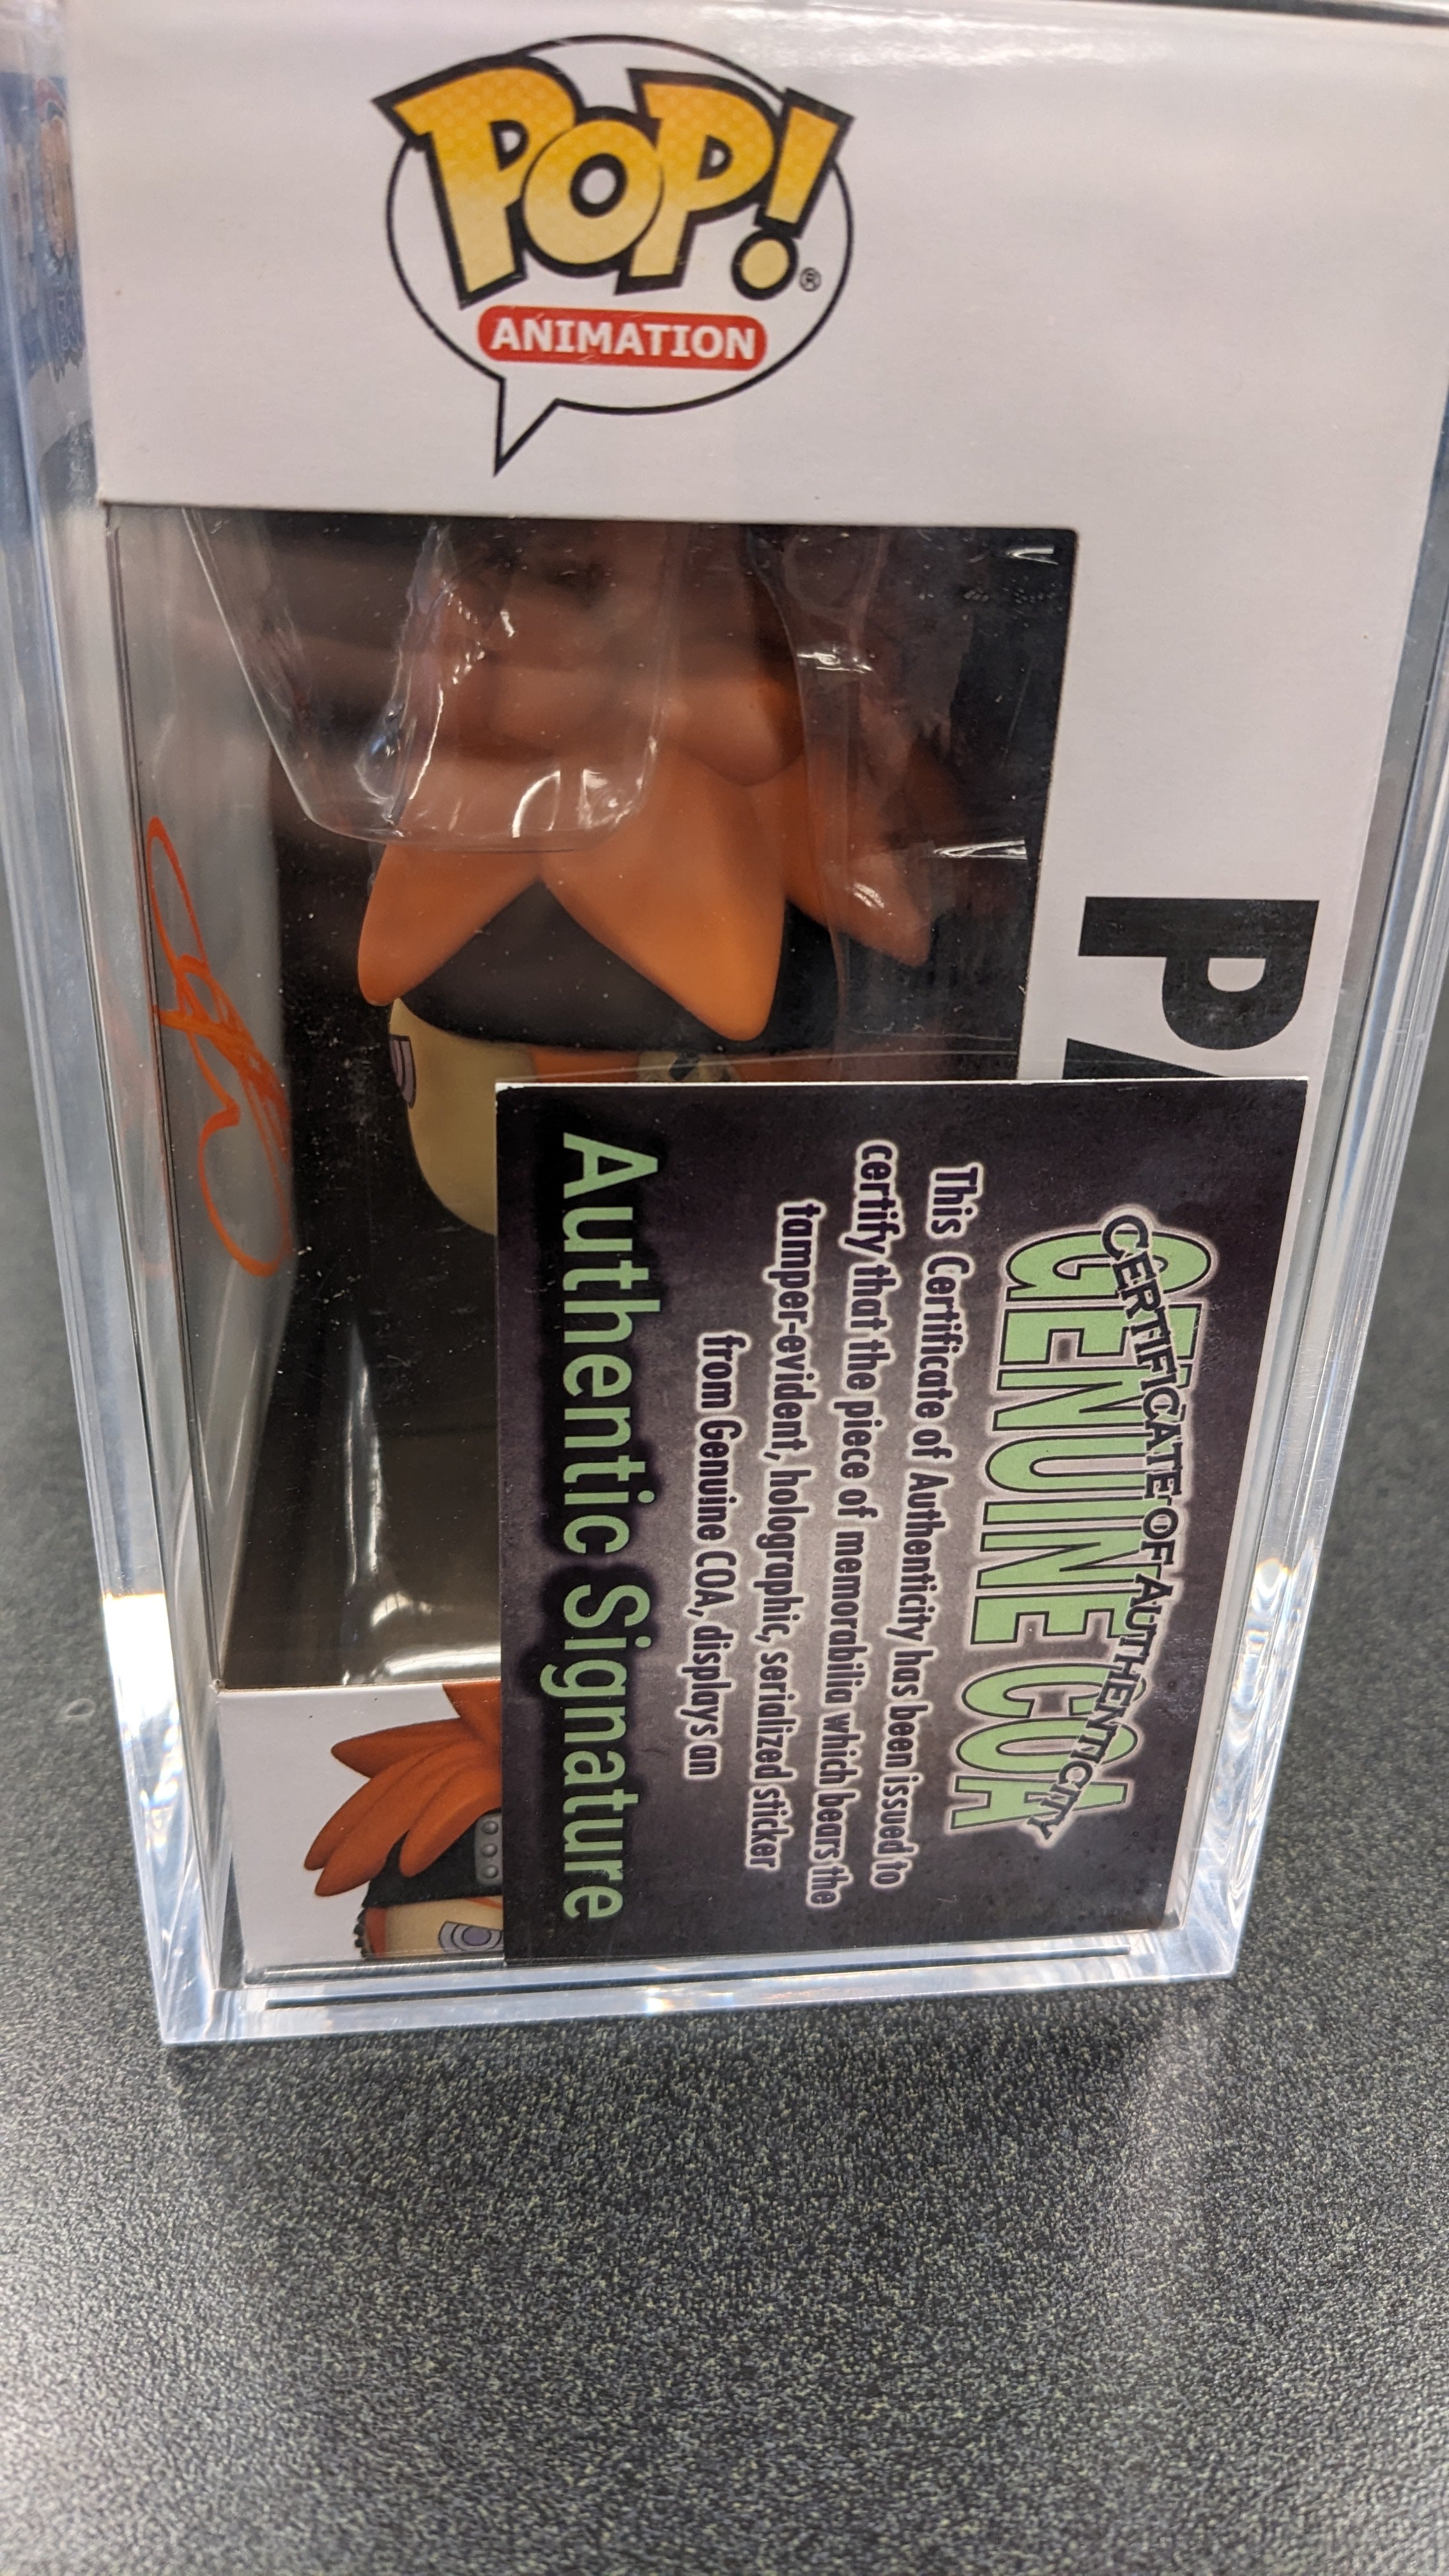 POP!®
ANIMATION
PA
CERTIFICATE OF AUTHENTICITY
GENUINE COA
This Certificate of Authenticity has been issued to
certify that the piece of memorabilia which bears the
tamper-evident, holographic, serialized sticker
from Genuine COA, displays an
Authentic Signature